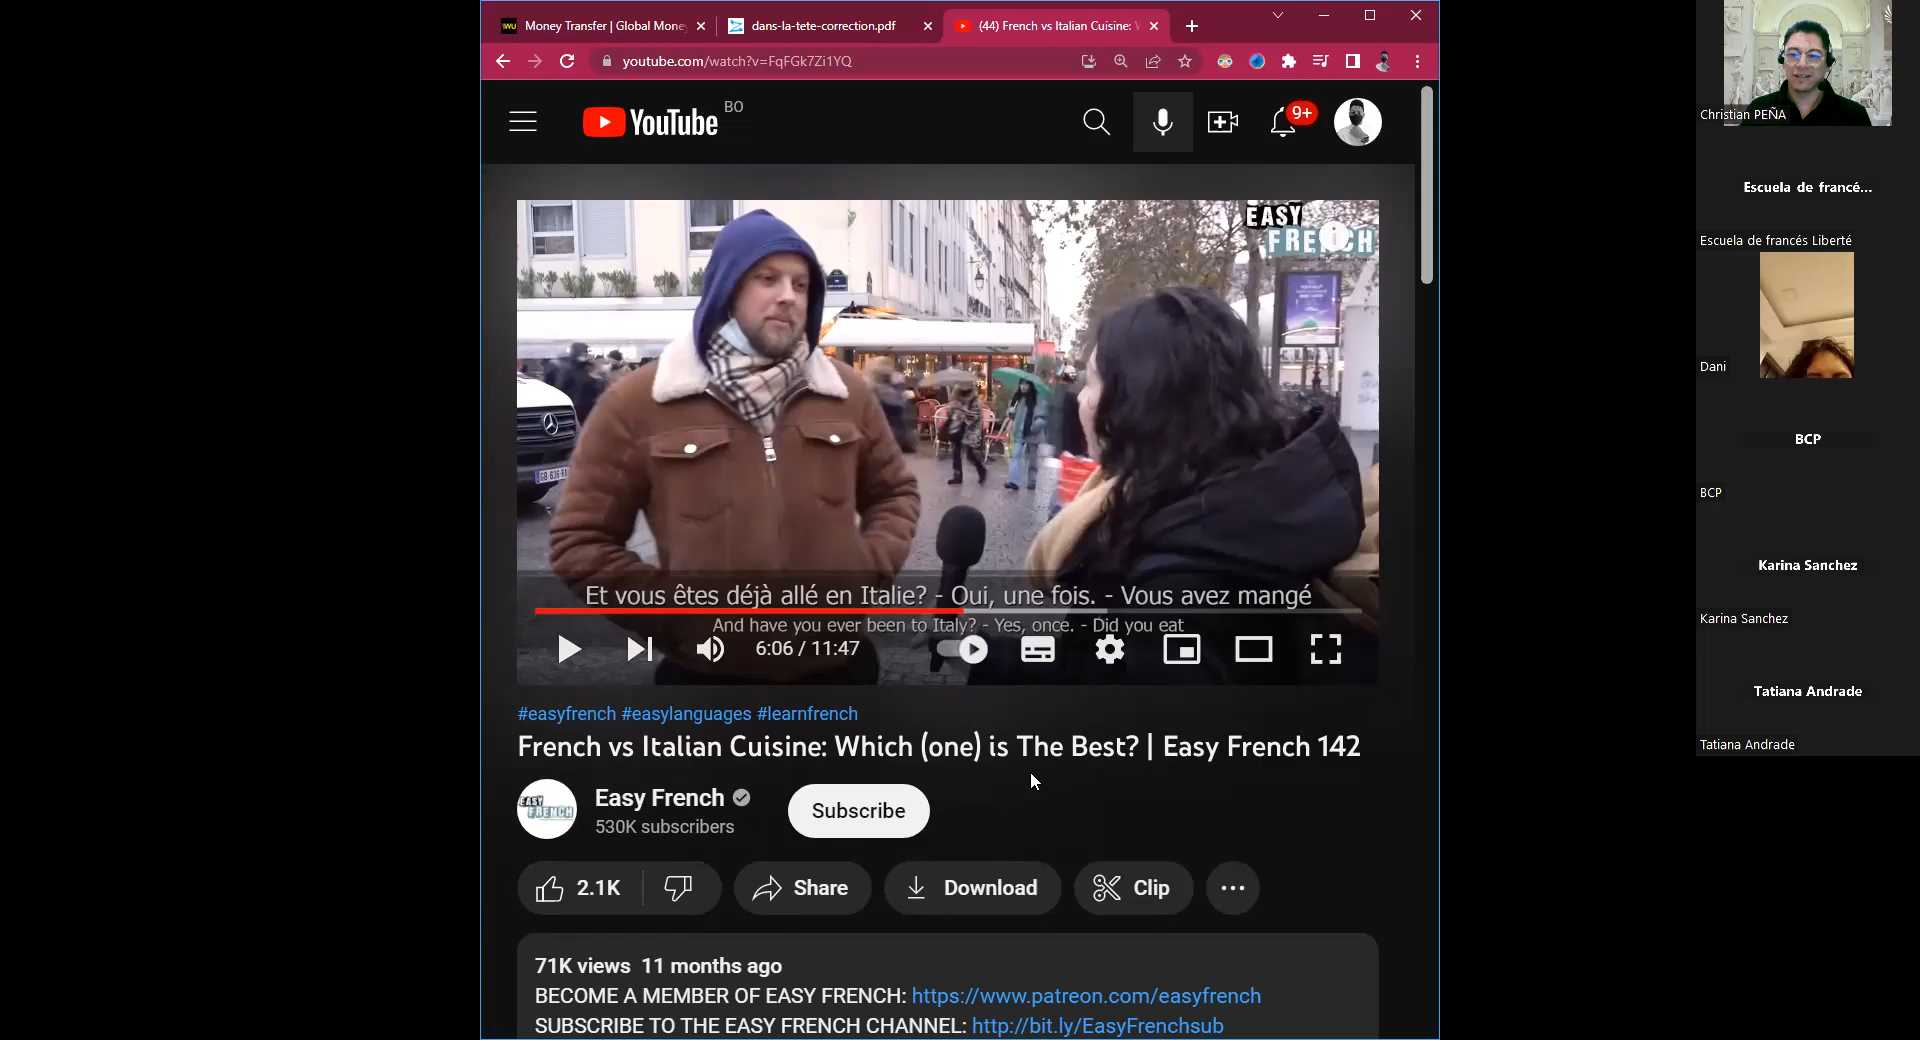 Money Transfer | Global Mone
dans-la-tete-correction.pdf
(44) French vs Italian Cuisine:
youtube.com/watch?v=FqFGk7Zi1YQ
YouTube BO
9+
EASY
FRENCH
Et vous êtes déjà allé en Italie? - Oui, une fois. - Vous avez mangé
And have you ever been to Italy? - Yes, once. - Did you eat
6:06 / 11:47
#easyfrench #easylanguages #learnfrench
French vs Italian Cuisine: Which (one) is The Best? | Easy French 142
EASY
FRENCH
Easy French
530K subscribers
Subscribe
2.1K
Share
Download
Clip
71K views 11 months ago
BECOME A MEMBER OF EASY FRENCH: https://www.patreon.com/easyfrench
SUBSCRIBE TO THE EASY FRENCH CHANNEL: http://bit.ly/EasyFrenchsub
Christian PEÑA
Escuela de francé...
Escuela de francés Liberté
Dani
BCP
BCP
Karina Sanchez
Karina Sanchez
Tatiana Andrade
Tatiana Andrade